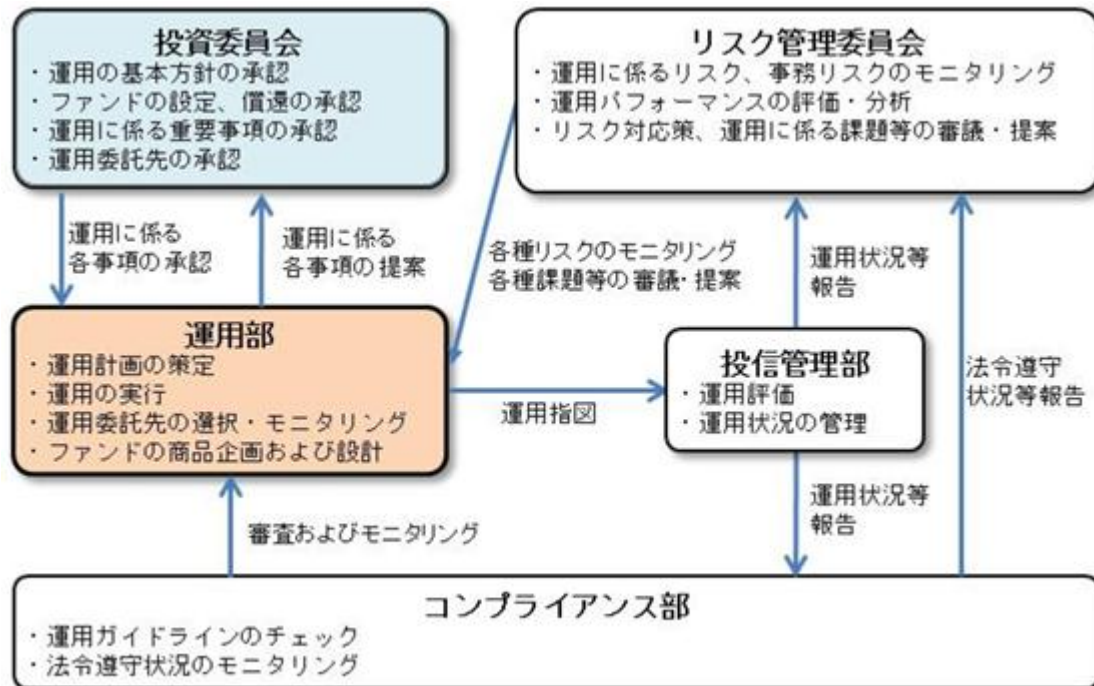 投資委員会
・運用の基本方針の承認
・ファンドの設定、償還の承認
・運用に係る重要事項の承認
・運用委託先の承認
リスク管理委員会
・運用に係るリスク、事務リスクのモニタリング
・運用パフォーマンスの評価・分析
・リスク対応策、運用に係る課題等の審議・提案
運用に係る
各事項の承認
運用に係る
各事項の提案
各種リスクのモニタリング
各種課題等の審議・提案
運用状況等
報告
運用部
・運用計画の策定
・運用の実行
・運用委託先の選択・モニタリング
・ファンドの商品企画および設計
運用指図
投信管理部
・運用評価
・運用状況の管理
法令遵守
状況等報告
審査およびモニタリング
運用状況等
報告
コンプライアンス部
・運用ガイドラインのチェック
・法令遵守状況のモニタリング